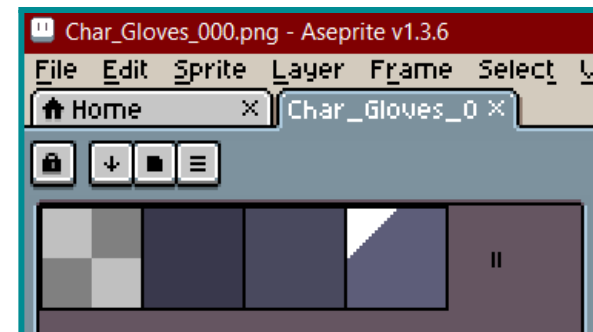 Char_Gloves_000.png - Aseprite v1.3.6
File Edit Sprite Layer Frame Select
Home × Char_Gloves_0 ×